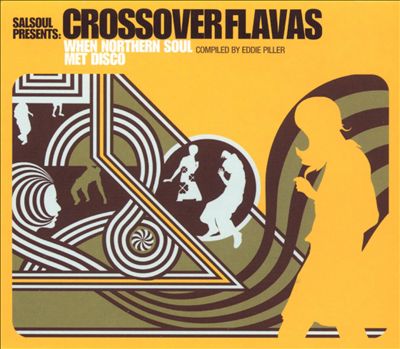 SALSOUL
PRESENTS:
CROSSOVER FLAVAS
WHEN NORTHERN SOUL
MET DISCO
COMPILED BY EDDIE PILLER